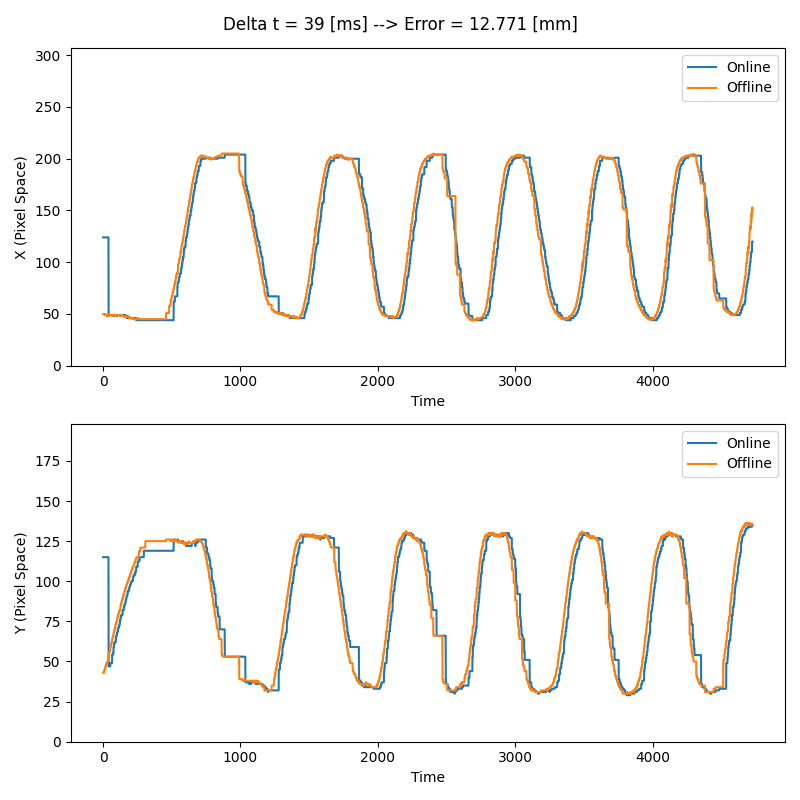 Delta t = 39 [ms] --> Error = 12.771 [mm]
300
250
200
150
100
50
0
X (Pixel Space)
Online
Offline
0 1000 2000 3000 4000
Time
175
150
125
100
75
50
25
0
Y (Pixel Space)
Online
Offline
0 1000 2000 3000 4000
Time